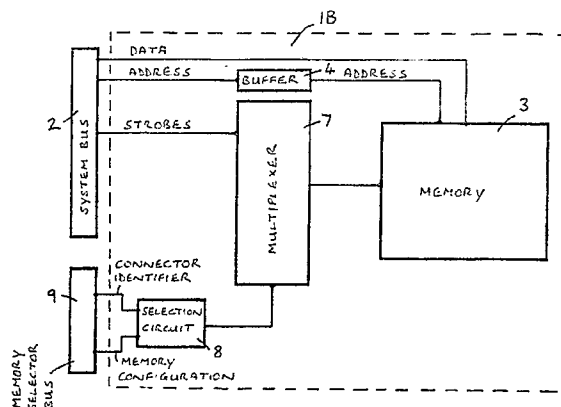 1B
DATA
ADDRESS
BUFFER
4
ADDRESS
2
SYSTEM BUS
STROBES
7
MULTIPLEXER
3
MEMORY
CONNECTOR
IDENTIFIER
9
SELECTION
CIRCUIT
8
MEMORY
CONFIGURATION
MEMORY
SELECTOR
BUS